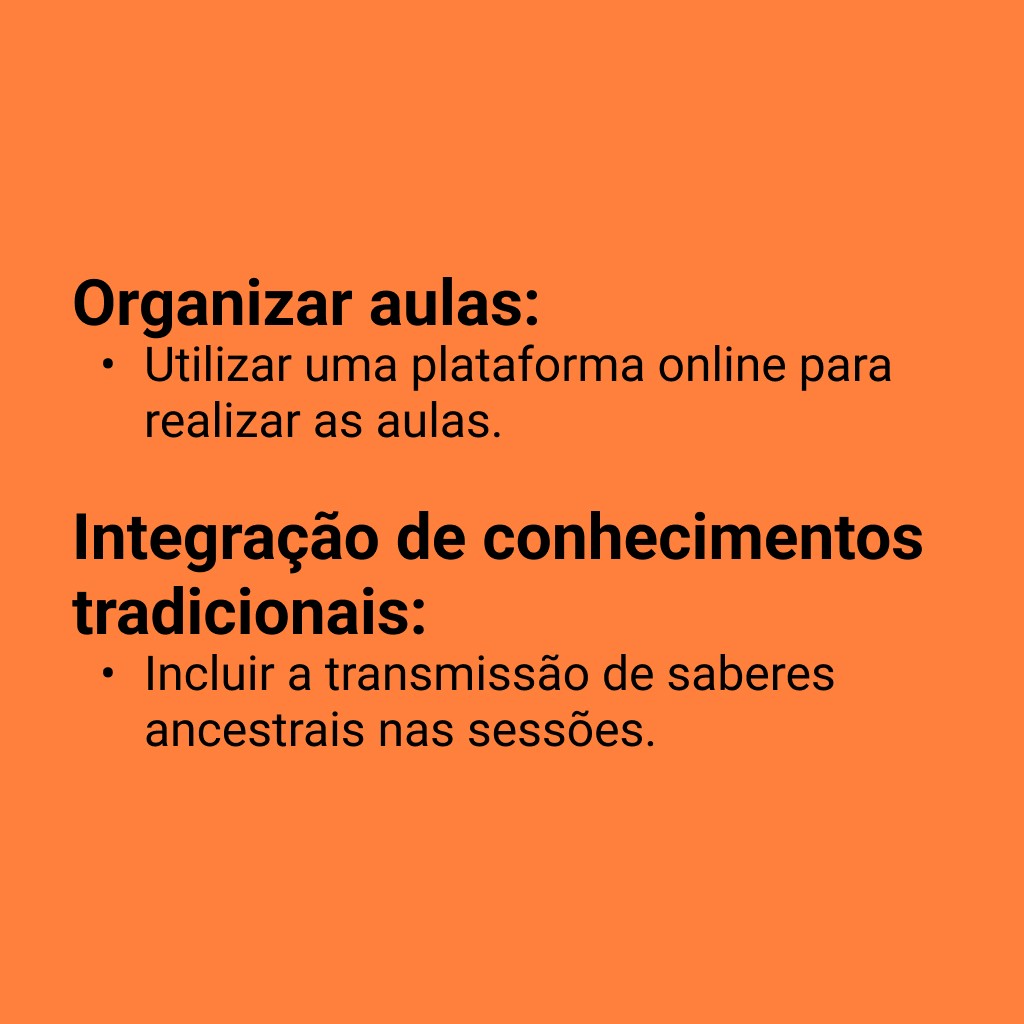 Organizar aulas:
• Utilizar uma plataforma online para
realizar as aulas.
Integração de conhecimentos
tradicionais:
• Incluir a transmissão de saberes
ancestrais nas sessões.